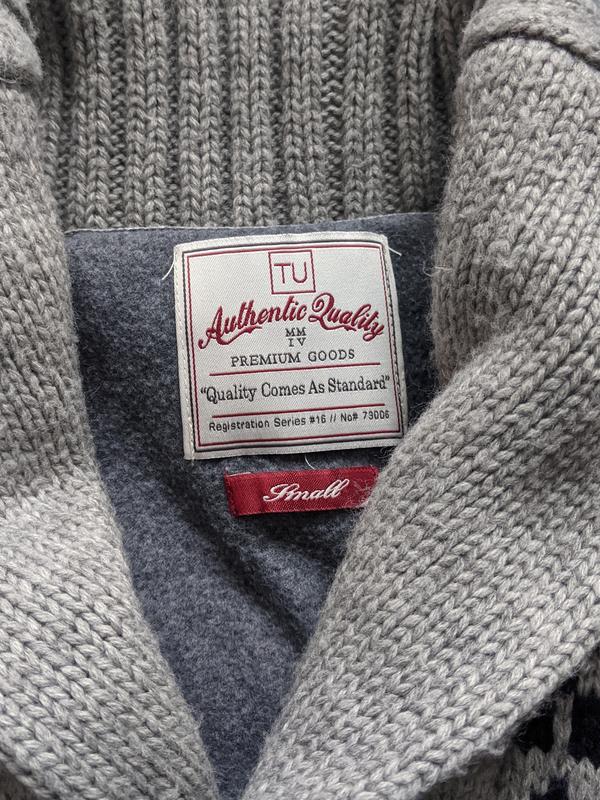 TU
Authentic Quality
MM
IV
PREMIUM GOODS
"Quality Comes As Standard"
Registration Series #16 // No# 73006
Small